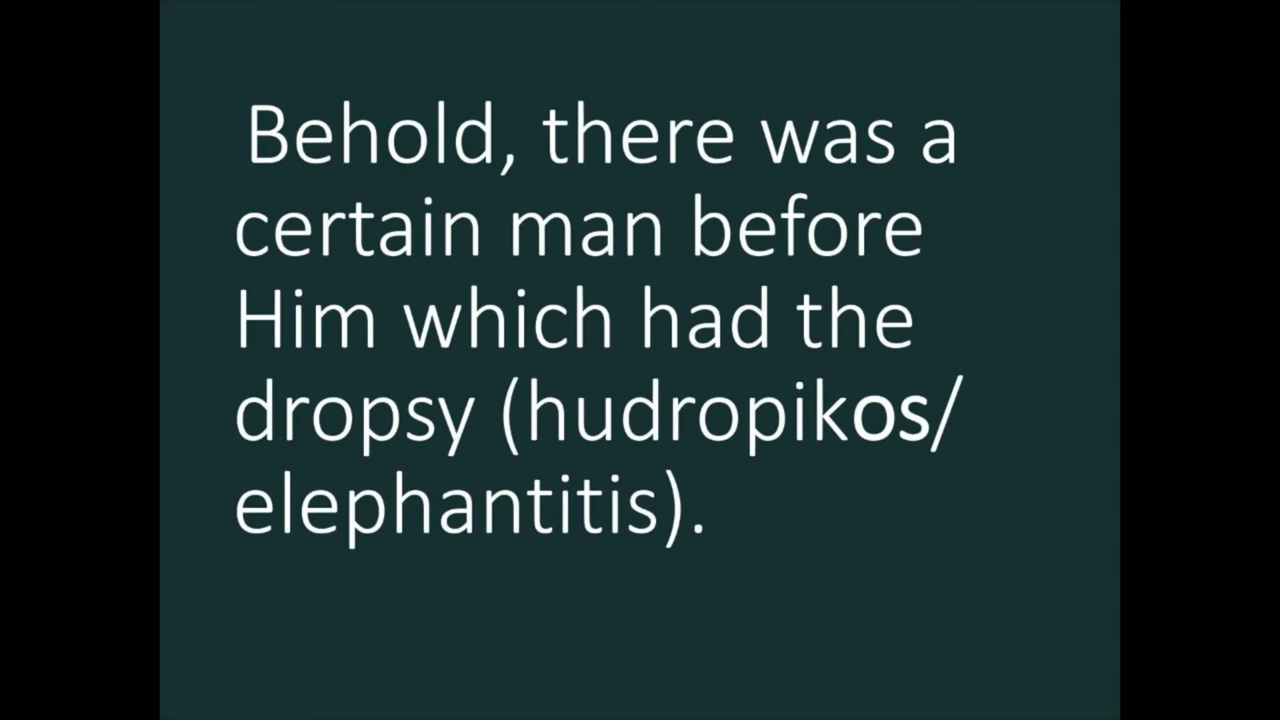 Behold, there was a
certain man before
Him which had the
dropsy (hudropikos/
elephantitis).